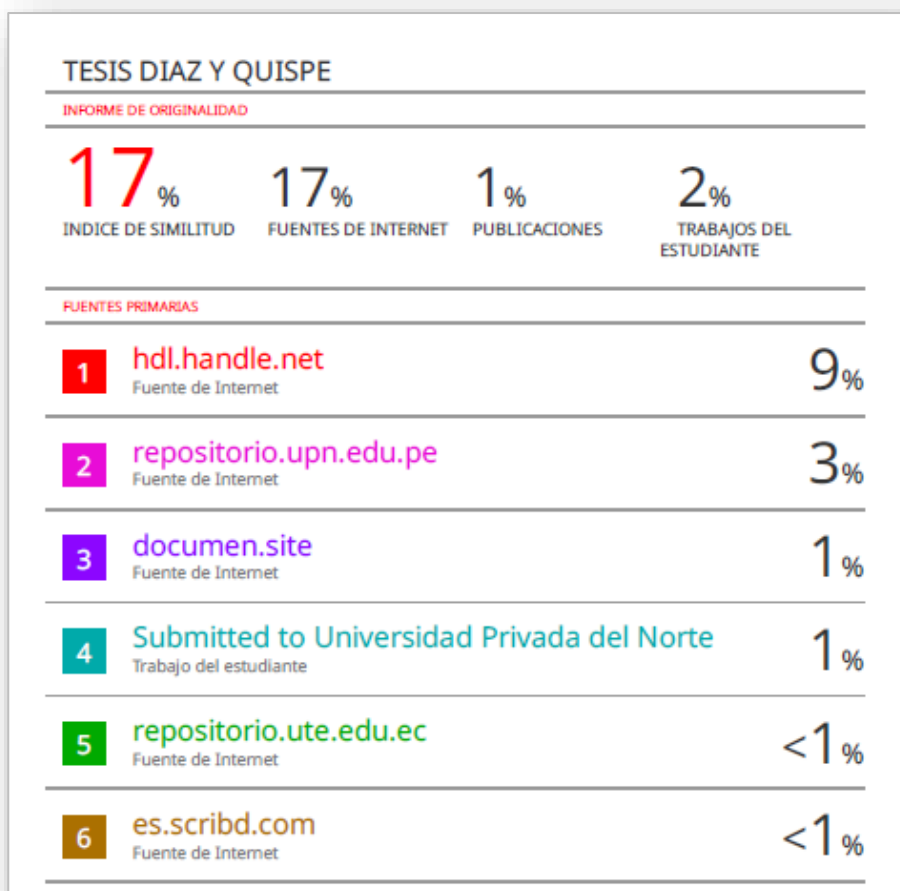 TESIS DIAZ Y QUISPE
INFORME DE ORIGINALIDAD
17%
INDICE DE SIMILITUD
17%
FUENTES DE INTERNET
1%
PUBLICACIONES
2%
TRABAJOS DEL
ESTUDIANTE
FUENTES PRIMARIAS
1 hdl.handle.net 9%
Fuente de Internet
2 repositorio.upn.edu.pe 3%
Fuente de Internet
3 documen.site 1%
Fuente de Internet
4 Submitted to Universidad Privada del Norte 1%
Trabajo del estudiante
5 repositorio.ute.edu.ec <1%
Fuente de Internet
6 es.scribd.com <1%
Fuente de Internet